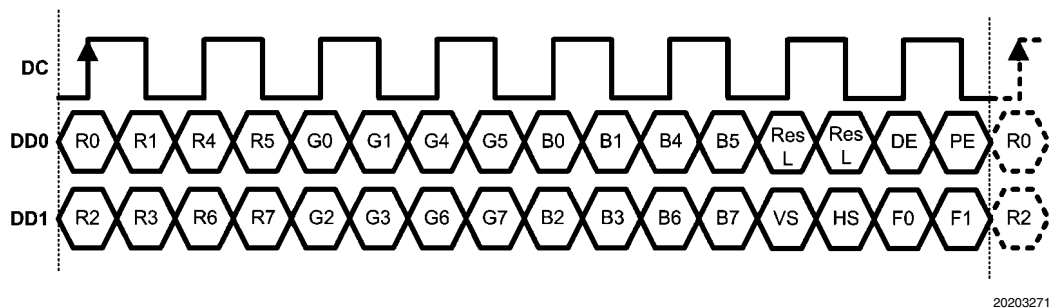 DC
DD0 R0 R1 R4 R5 G0 G1 G4 G5 B0 B1 B4 B5 Res L Res L DE PE R0
DD1 R2 R3 R6 R7 G2 G3 G6 G7 B2 B3 B6 B7 VS HS F0 F1 R2
20203271